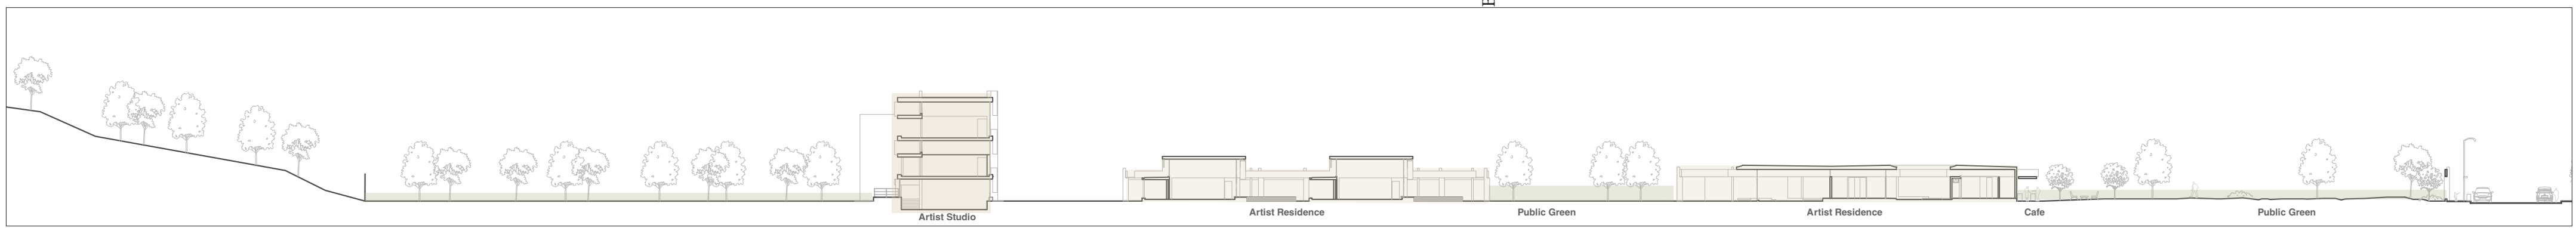 Artist Studio
Artist Residence
Public Green
Artist Residence
Cafe
Public Green